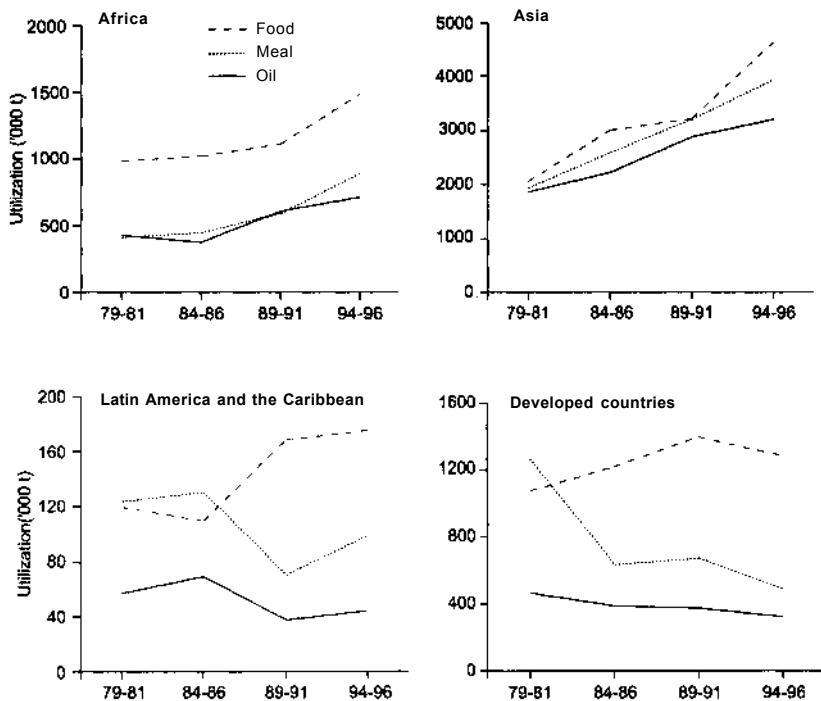 Africa
Food
Meal
Oil
Utilization ('000 t)
2000
1500
1000
500
0
79-81 84-86 89-91 94-96
Asia
5000
4000
3000
2000
1000
0
79-81 84-86 89-91 94-96
Latin America and the Caribbean
Utilization('000 t)
200
160
120
80
40
0
79-81 84-86 89-91 94-96
Developed countries
1600
1200
800
400
0
79-81 84-86 89-91 94-96